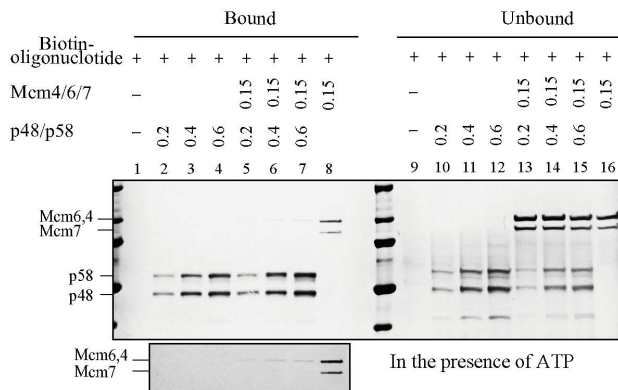 Bound Unbound
Biotin-
oligonuclotide + + + + + + + + + + + + + + + +
Mcm4/6/7 – 0.15 0.15 0.15 0.15 – 0.15 0.15 0.15 0.15
p48/p58 – 0.2 0.4 0.6 0.2 0.4 0.6 – 0.2 0.4 0.6 0.2 0.4 0.6
1 2 3 4 5 6 7 8 9 10 11 12 13 14 15 16
Mcm6,4
Mcm7
p58
p48
Mcm6,4
Mcm7
In the presence of ATP